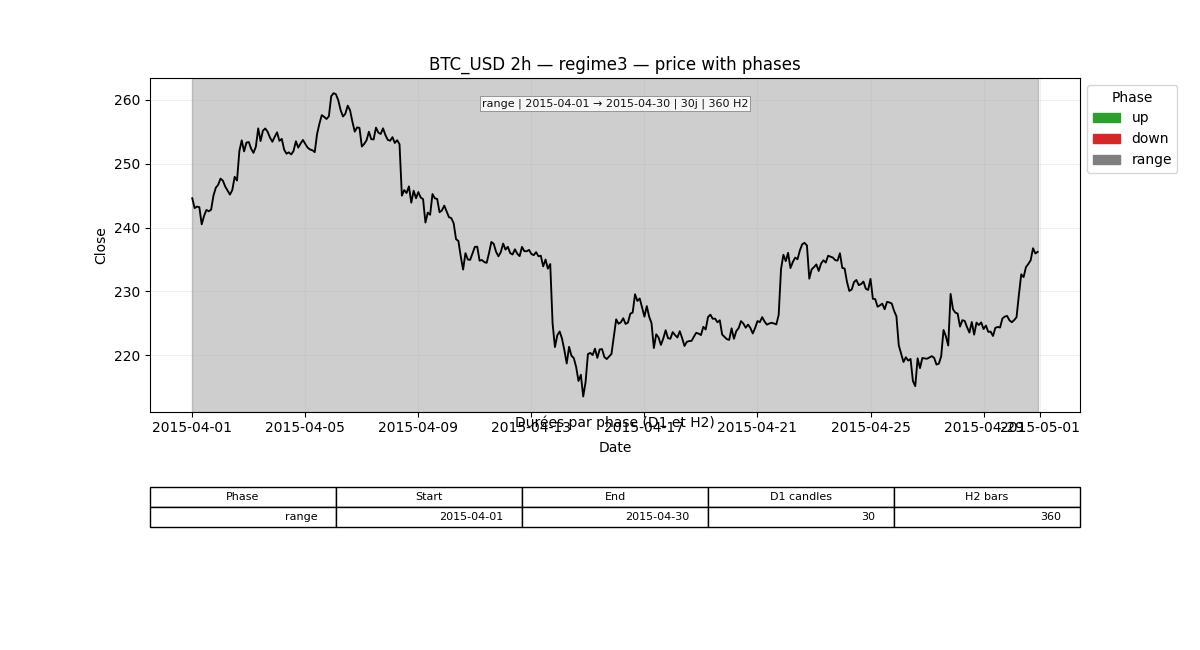 BTC_USD 2h — regime3 — price with phases
range | 2015-04-01 → 2015-04-30 | 30j | 360 H2
Phase
up
down
range
Close
260
250
240
230
220
2015-04-01 2015-04-05 2015-04-09 2015-04-13 2015-04-17 2015-04-21 2015-04-25 2015-04-29 2015-05-01
Durées par phase (D1 et H2)
Date
Phase Start End D1 candles H2 bars
range 2015-04-01 2015-04-30 30 360